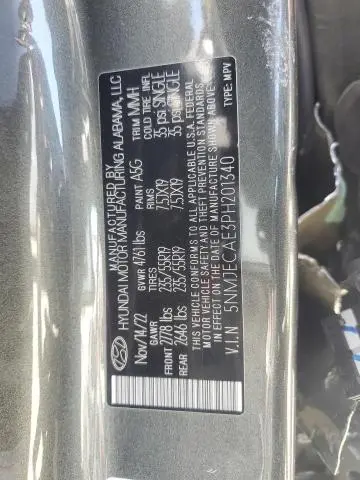 MANUFACTURED BY
HYUNDAI MOTOR MANUFACTURING ALABAMA, LLC
Nov/14/22 GVWR 4761 lbs PAINT A5G TRIM MMH
GAWR TIRES RIMS COLD TIRE INFL
FRONT 2778 lbs 235/55R19 7.5JX19 35 psi SINGLE
REAR 2646 lbs 235/55R19 7.5JX19 35 psi SINGLE
THIS VEHICLE CONFORMS TO ALL APPLICABLE U.S.A. FEDERAL
MOTOR VEHICLE SAFETY AND THEFT PREVENTION STANDARDS
IN EFFECT ON THE DATE OF MANUFACTURE SHOWN ABOVE.
V.I.N 5NMJECAE3PH201340 TYPE: MPV